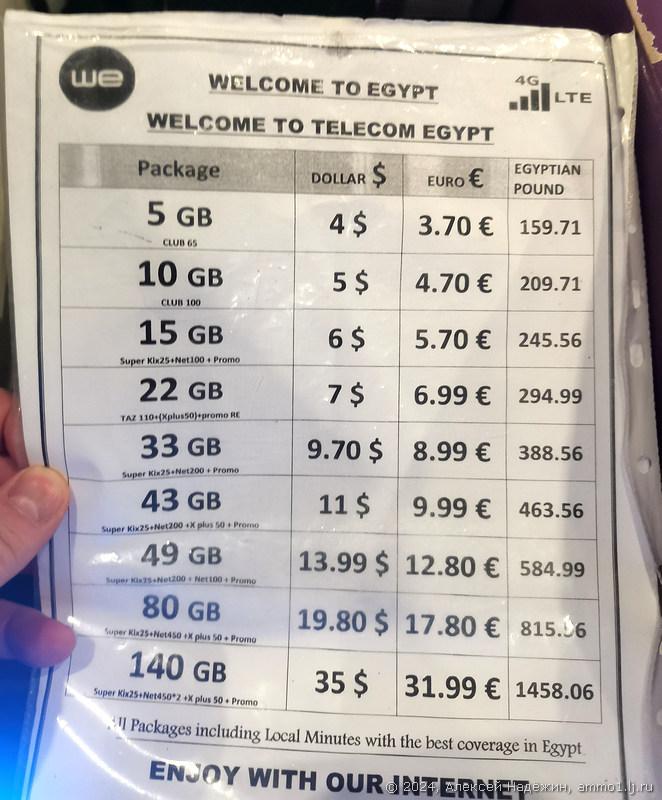 we
WELCOME TO EGYPT
4G LTE
WELCOME TO TELECOM EGYPT
Package DOLLAR $ EURO € EGYPTIAN POUND
5 GB 4 $ 3.70 € 159.71
CLUB 65
10 GB 5 $ 4.70 € 209.71
CLUB 100
15 GB 6 $ 5.70 € 245.56
Super Kix25+Net100 + Promo
22 GB 7 $ 6.99 € 294.99
TAZ 110+(Xplus50)+promo RE
33 GB 9.70 $ 8.99 € 388.56
Super Kix25+Net200 + Promo
43 GB 11 $ 9.99 € 463.56
Super Kix25+Net200 +X plus 50 + Promo
49 GB 13.99 $ 12.80 € 584.99
Super Kix25+Net200 + Net100 + Promo
80 GB 19.80 $ 17.80 €
Super Kix25+Net450 +X plus 50 + Promo
140 GB 35 $ 31.99 € 1458.06
Super Kix25+Net450*2 +X plus 50 + Promo
All Packages including Local Minutes with the best coverage in Egypt
ENJOY WITH OUR INTERNET
© 2024, Алексей Надёжин, ammo1.lj.ru